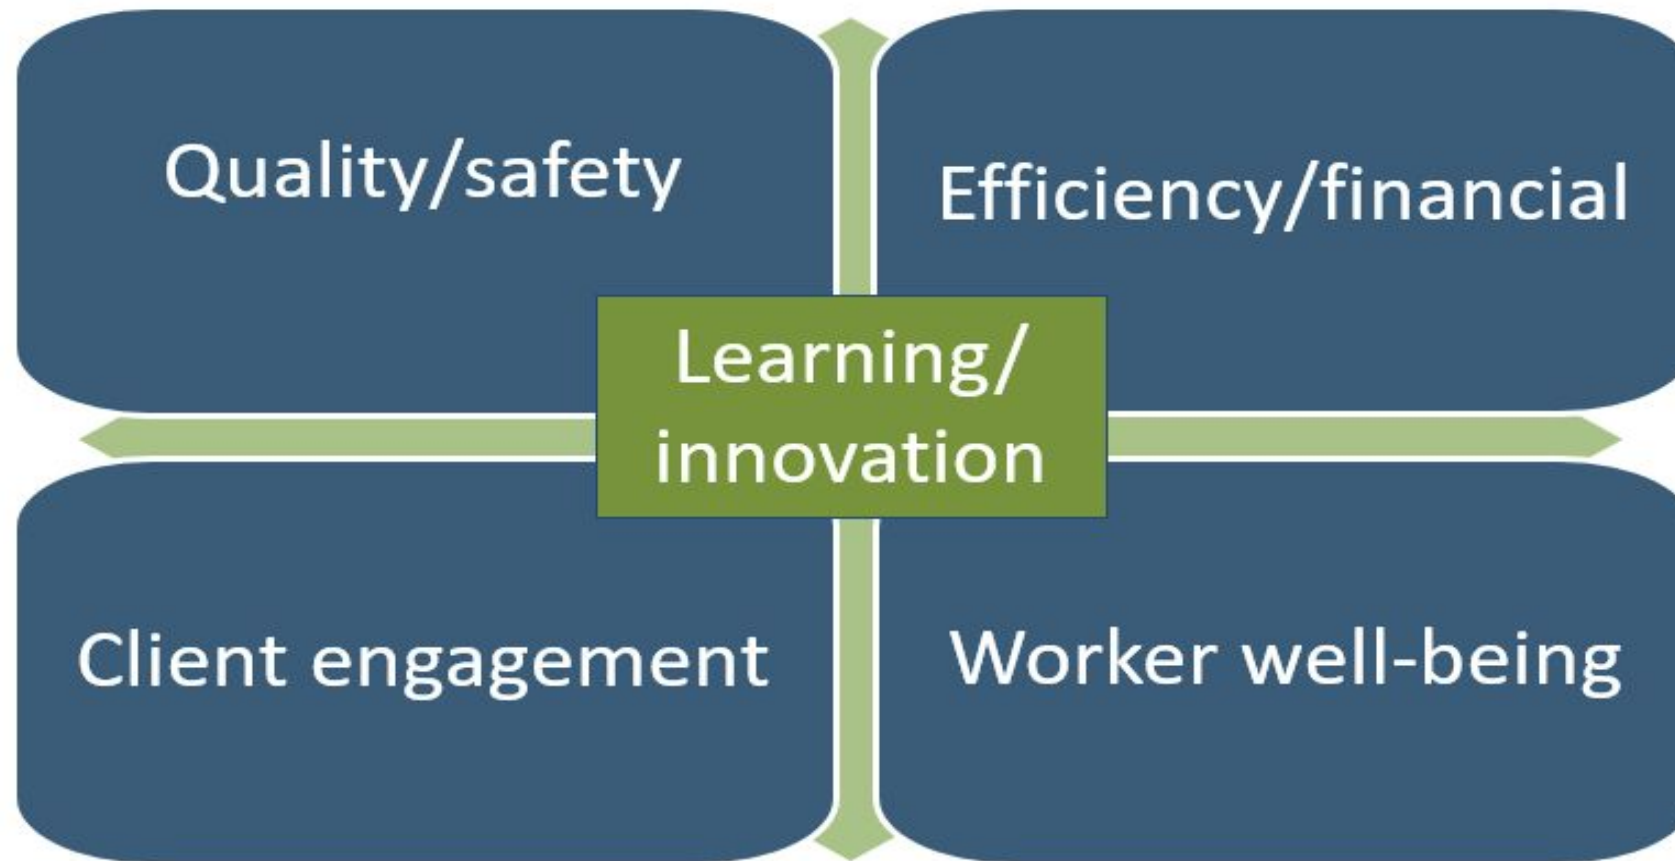 Quality/safety
Efficiency/financial
Learning/
innovation
Client engagement
Worker well-being